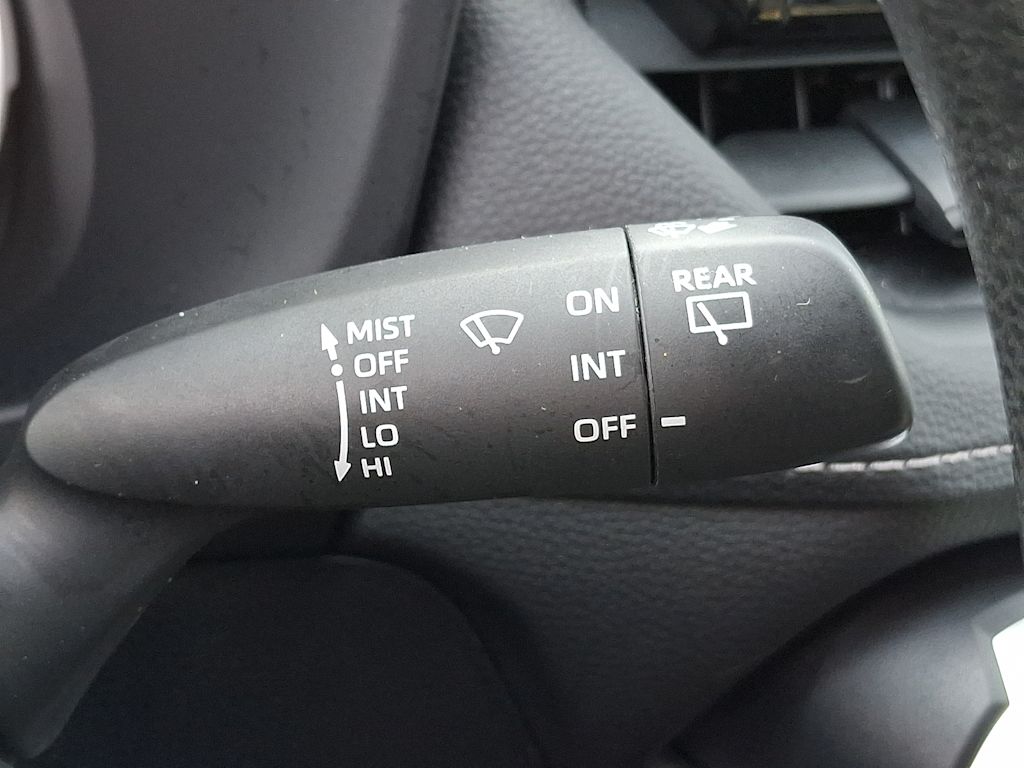 MIST
OFF
INT
LO
HI
ON
INT
OFF
REAR